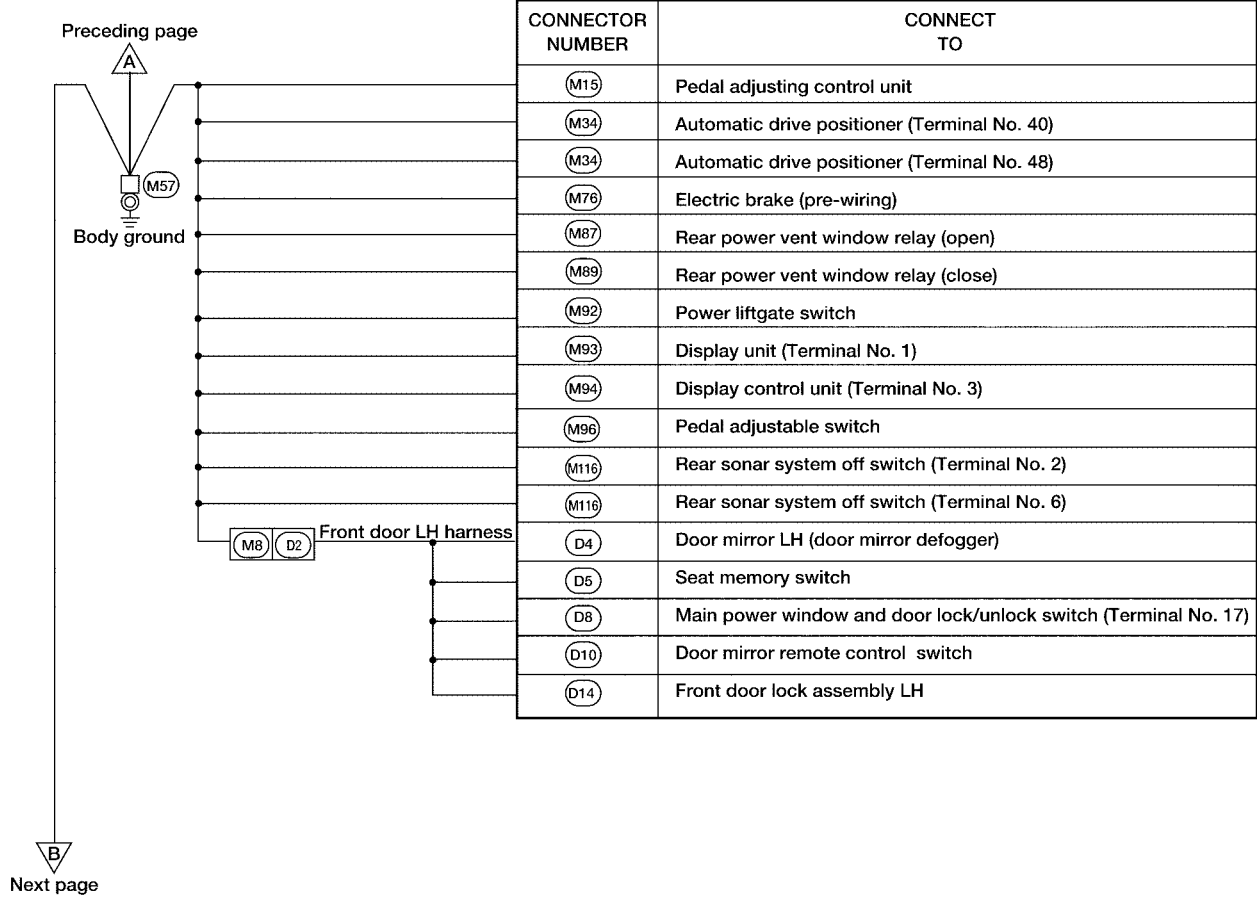 Preceding page
A
M57
Body ground
CONNECTOR NUMBER
CONNECT TO
M15 Pedal adjusting control unit
M34 Automatic drive positioner (Terminal No. 40)
M34 Automatic drive positioner (Terminal No. 48)
M76 Electric brake (pre-wiring)
M87 Rear power vent window relay (open)
M89 Rear power vent window relay (close)
M92 Power liftgate switch
M93 Display unit (Terminal No. 1)
M94 Display control unit (Terminal No. 3)
M96 Pedal adjustable switch
M116 Rear sonar system off switch (Terminal No. 2)
M116 Rear sonar system off switch (Terminal No. 6)
M8 D2 Front door LH harness
D4 Door mirror LH (door mirror defogger)
D5 Seat memory switch
D8 Main power window and door lock/unlock switch (Terminal No. 17)
D10 Door mirror remote control switch
D14 Front door lock assembly LH
B
Next page